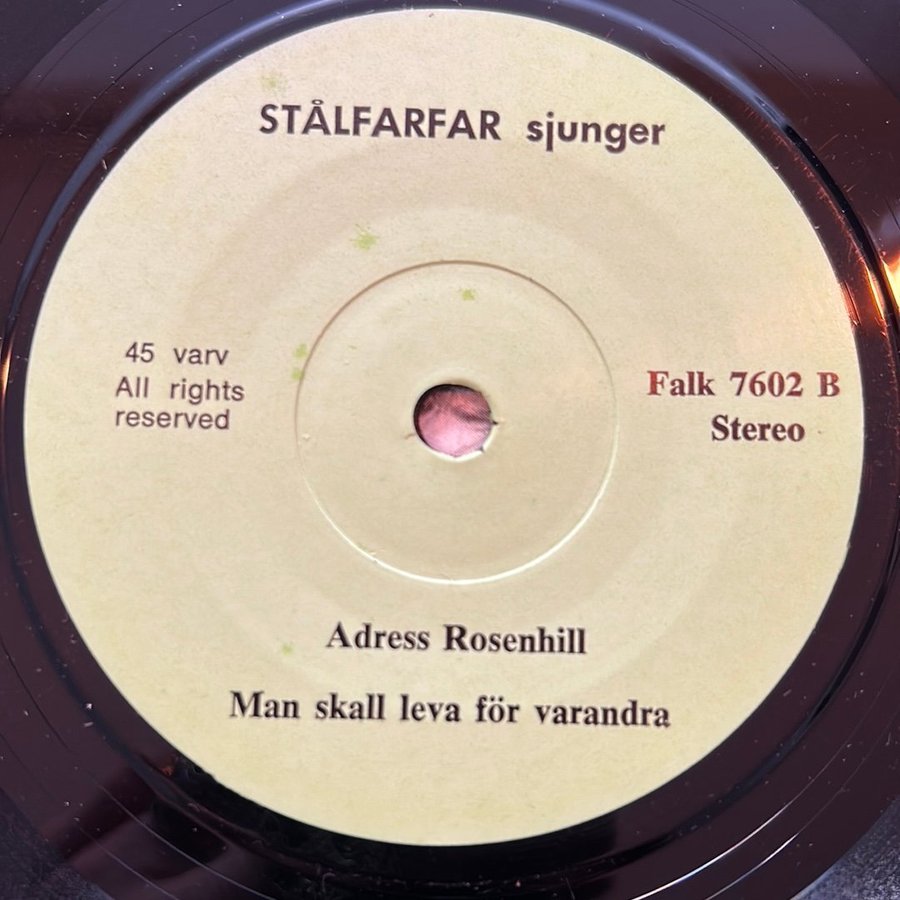 STÅLFARFAR sjunger
45 varv
All rights
reserved
Falk 7602 B
Stereo
Adress Rosenhill
Man skall leva för varandra